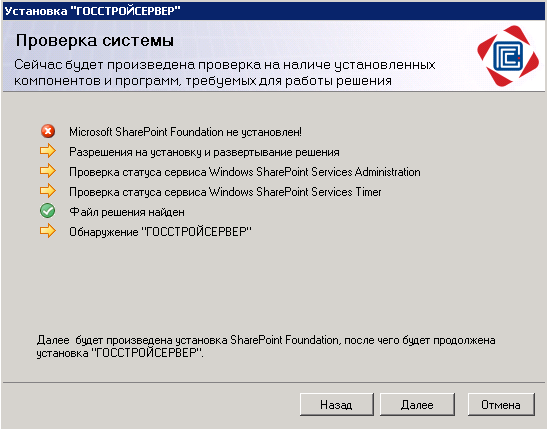 Установка "ГОССТРОЙСЕРВЕР"
Проверка системы
Сейчас будет произведена проверка на наличе установленных
компонентов и программ, требуемых для работы решения
Microsoft SharePoint Foundation не установлен!
Разрешения на установку и развертывание решения
Проверка статуса сервиса Windows SharePoint Services Administration
Проверка статуса сервиса Windows SharePoint Services Timer
Файл решения найден
Обнаружение "ГОССТРОЙСЕРВЕР"
Далее будет произведена установка SharePoint Foundation, после чего будет продолжена
установка "ГОССТРОЙСЕРВЕР".
Назад Далее Отмена